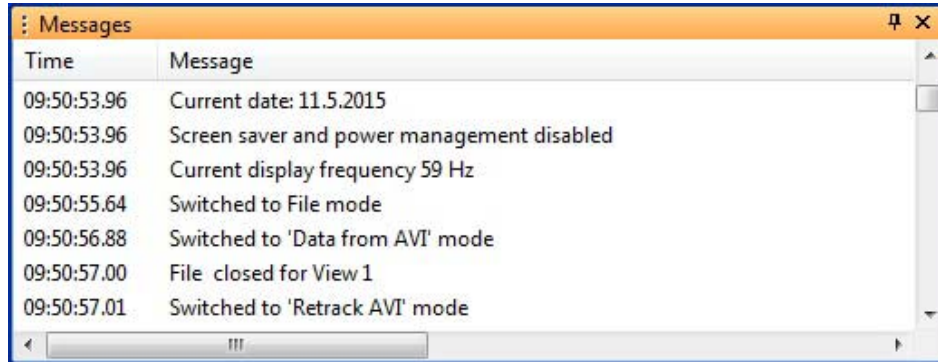 Messages
Time Message
09:50:53.96 Current date: 11.5.2015
09:50:53.96 Screen saver and power management disabled
09:50:53.96 Current display frequency 59 Hz
09:50:55.64 Switched to File mode
09:50:56.88 Switched to 'Data from AVI' mode
09:50:57.00 File  closed for View 1
09:50:57.01 Switched to 'Retrack AVI' mode